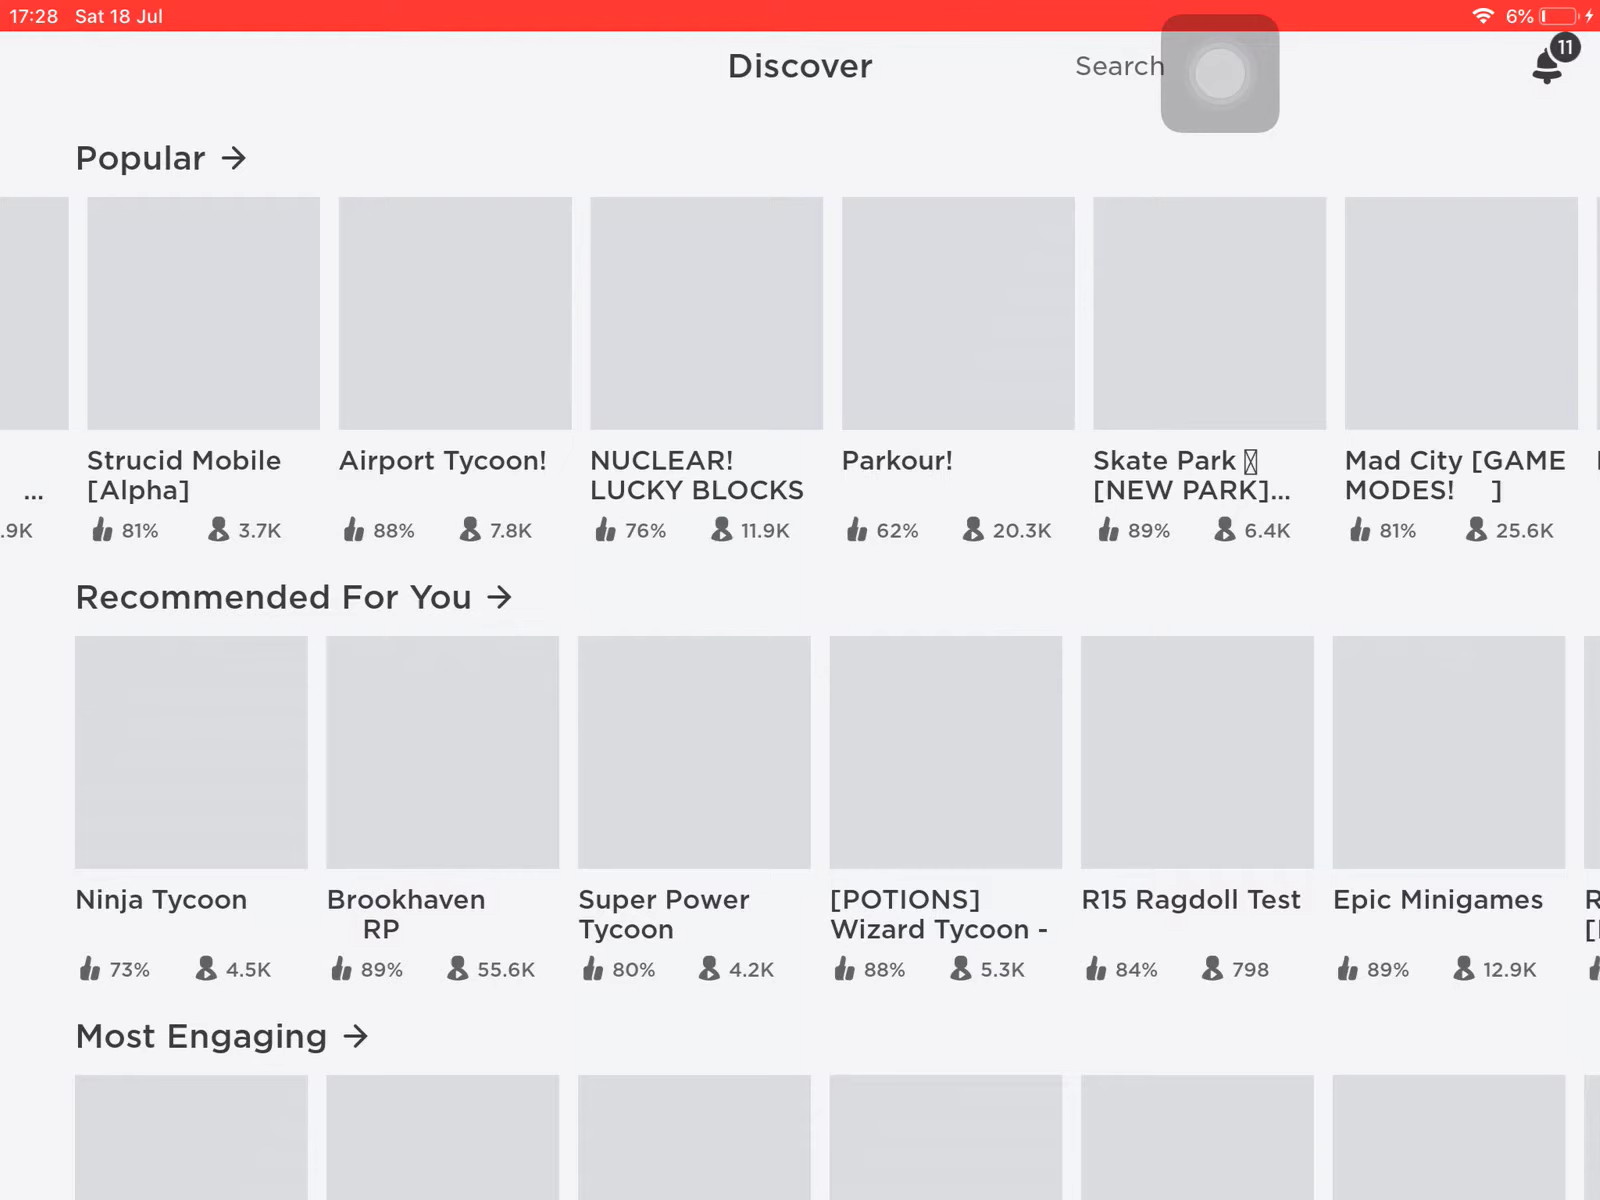 17:28 Sat 18 Jul 6%
Discover Search 11
Popular →
... .9K
Strucid Mobile
[Alpha]
81% 3.7K
Airport Tycoon!
88% 7.8K
NUCLEAR!
LUCKY BLOCKS
76% 11.9K
Parkour!
62% 20.3K
Skate Park
[NEW PARK]...
89% 6.4K
Mad City [GAME
MODES! ]
81% 25.6K
Recommended For You →
Ninja Tycoon
73% 4.5K
Brookhaven
RP
89% 55.6K
Super Power
Tycoon
80% 4.2K
[POTIONS]
Wizard Tycoon -
88% 5.3K
R15 Ragdoll Test
84% 798
Epic Minigames
89% 12.9K
Most Engaging →